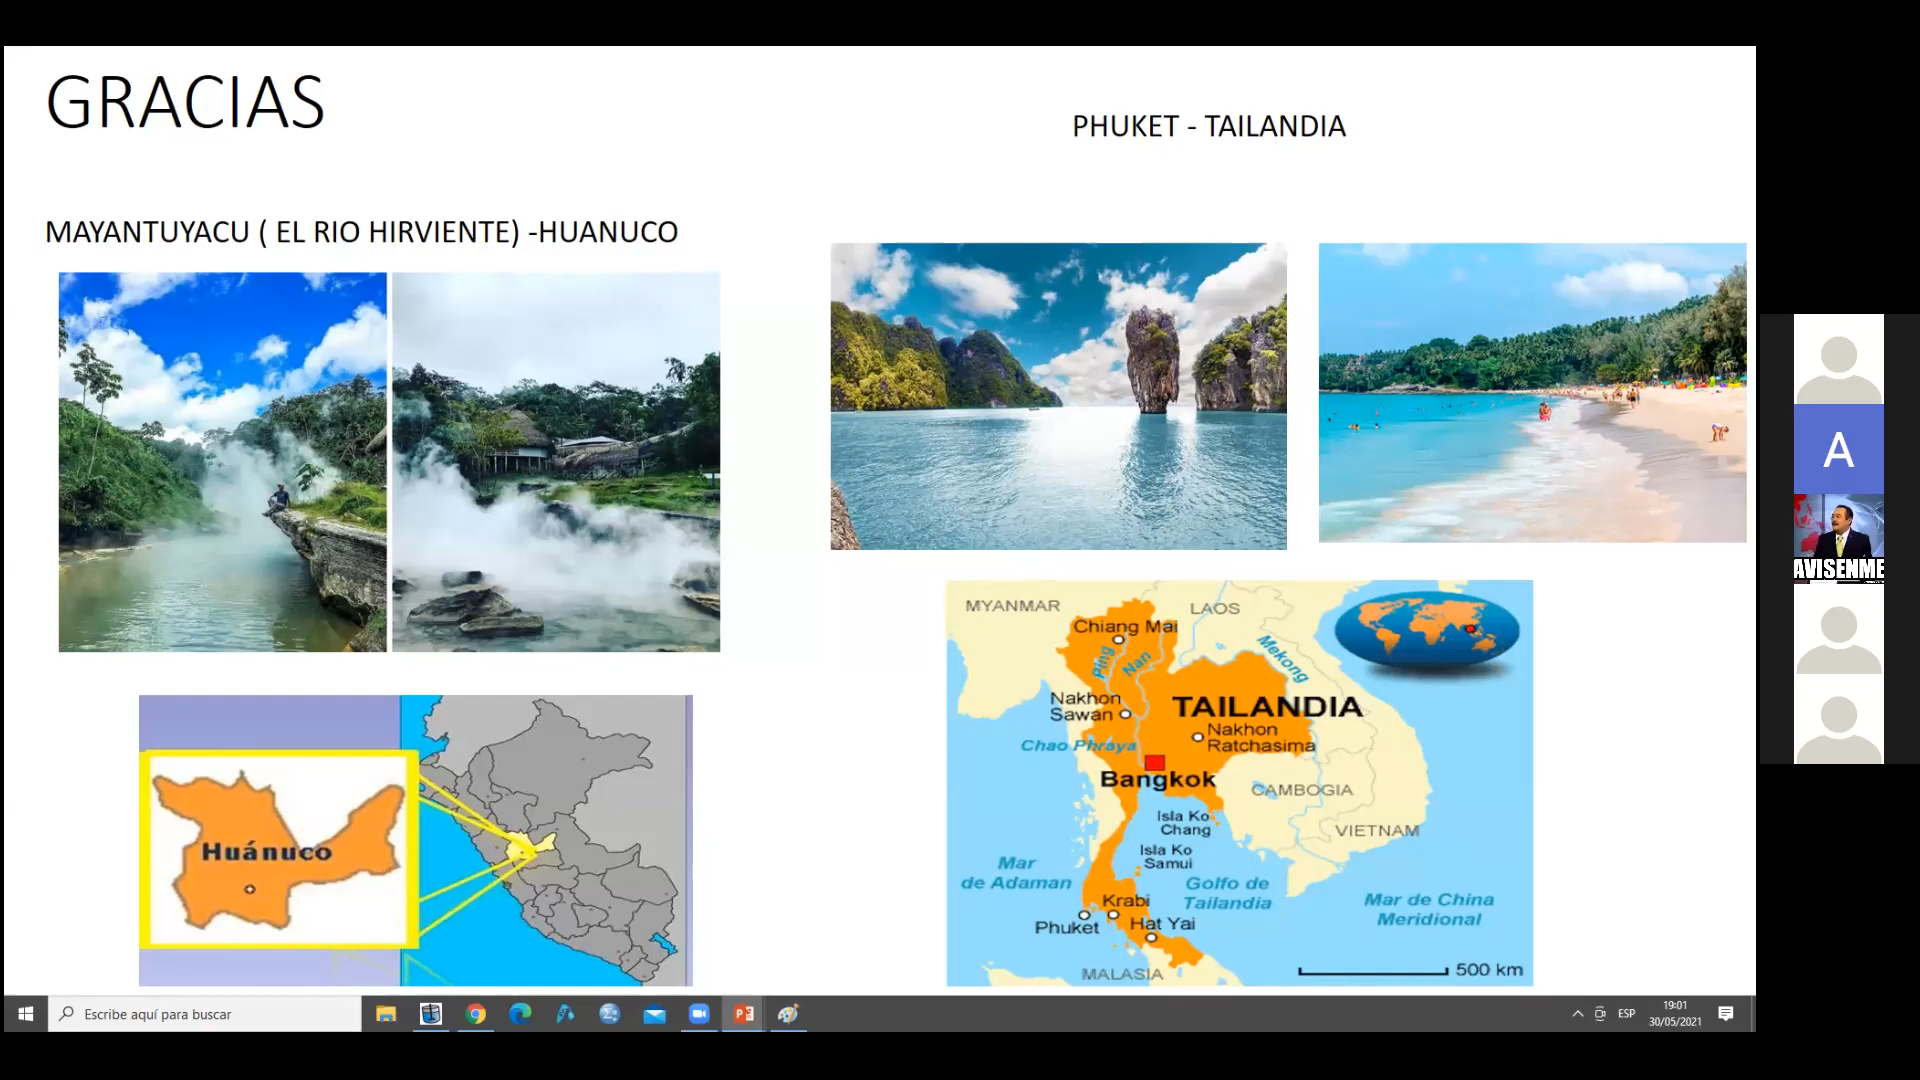 GRACIAS
PHUKET - TAILANDIA
MAYANTUYACU ( EL RIO HIRVIENTE) -HUANUCO
MYANMAR
LAOS
Chiang Mai
Ping
Nan
Mekong
Nakhon
Sawan
TAILANDIA
Nakhon
Ratchasima
Chao Phraya
Bangkok
CAMBOGIA
Isla Ko
Chang
VIETNAM
Isla Ko
Samui
Mar
de Adaman
Golfo de
Tailandia
Mar de China
Meridional
Krabi
Phuket
Hat Yai
MALASIA
500 km
Huánuco
A
AVISENME
Escribe aquí para buscar
ESP
19:01
30/05/2021